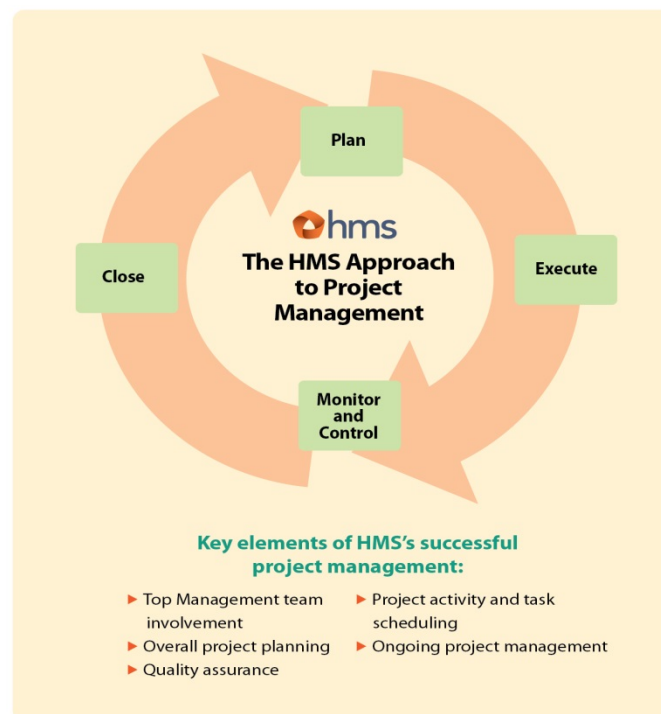 Plan
hms
The HMS Approach
to Project
Management
Close
Execute
Monitor
and
Control
Key elements of HMS's successful
project management:
▶ Top Management team
involvement
▶ Overall project planning
▶ Quality assurance
▶ Project activity and task
scheduling
▶ Ongoing project management